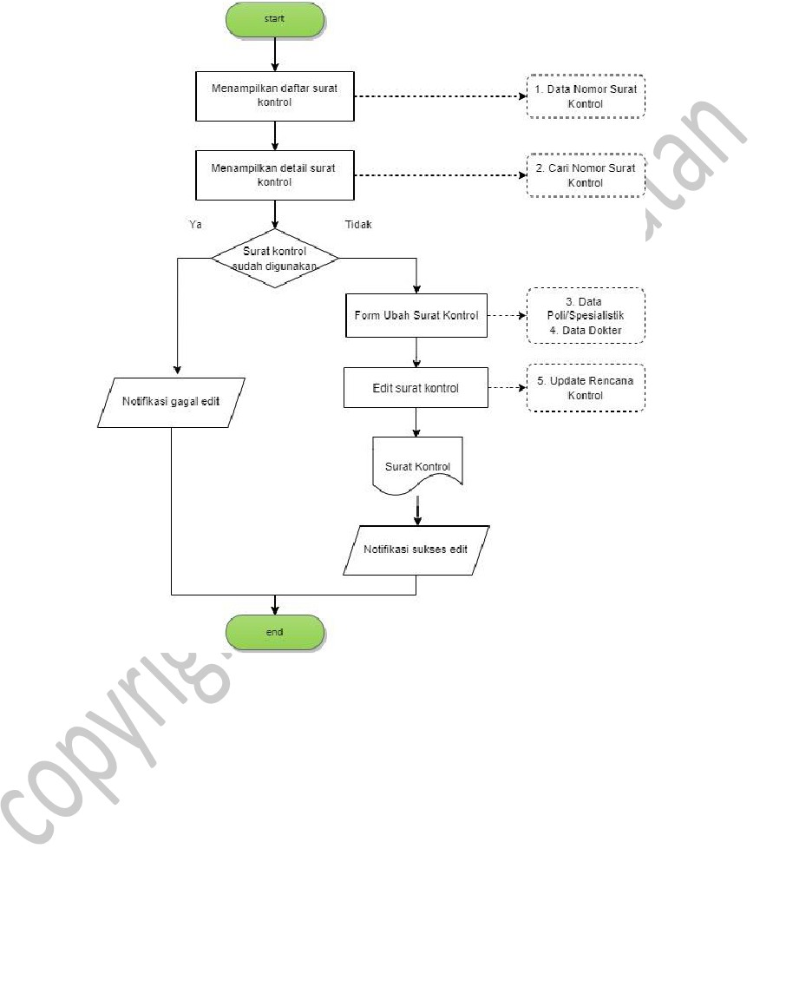 start
Menampilkan daftar surat
kontrol
1. Data Nomor Surat
Kontrol
Menampilkan detail surat
kontrol
2. Cari Nomor Surat
Kontrol
Ya
Tidak
Surat kontrol
sudah digunakan
Form Ubah Surat Kontrol
3. Data
Poli/Spesialistik
4. Data Dokter
Edit surat kontrol
5. Update Rencana
Kontrol
Notifikasi gagal edit
Surat Kontrol
Notifikasi sukses edit
end